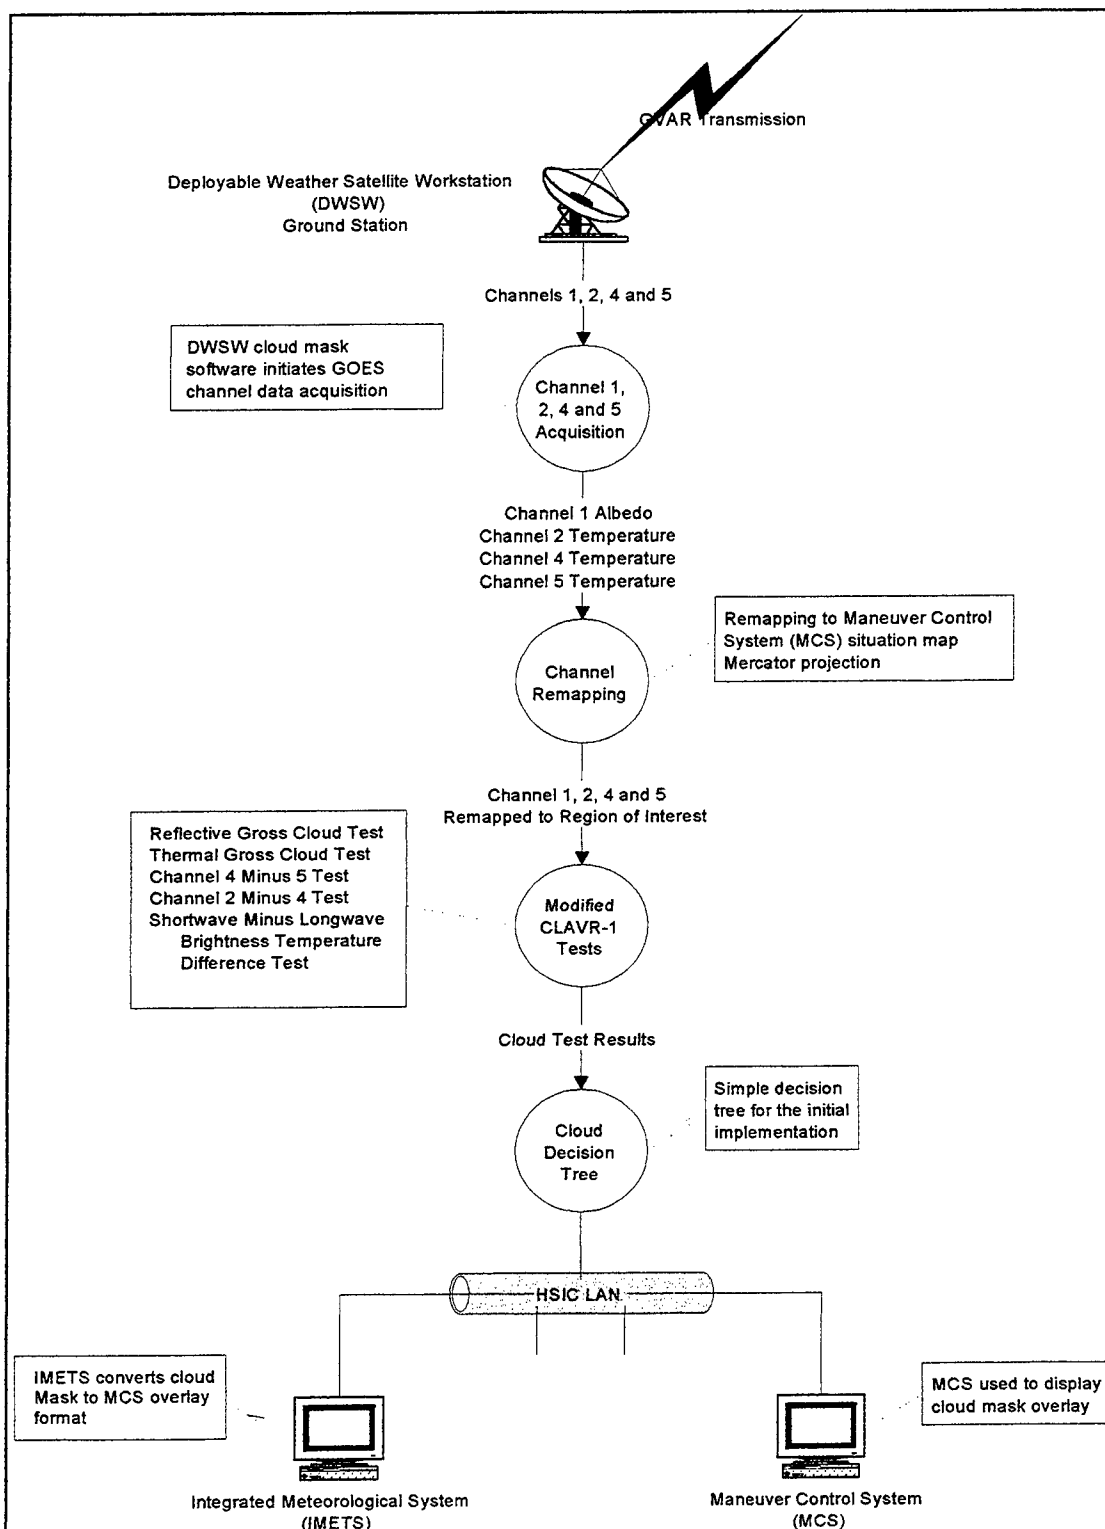 GVAR Transmission
Deployable Weather Satellite Workstation
(DWSW)
Ground Station
Channels 1, 2, 4 and 5
DWSW cloud mask
software initiates GOES
channel data acquisition
Channel 1,
2, 4 and 5
Acquisition
Channel 1 Albedo
Channel 2 Temperature
Channel 4 Temperature
Channel 5 Temperature
Remapping to Maneuver Control
System (MCS) situation map
Mercator projection
Channel
Remapping
Channel 1, 2, 4 and 5
Remapped to Region of Interest
Reflective Gross Cloud Test
Thermal Gross Cloud Test
Channel 4 Minus 5 Test
Channel 2 Minus 4 Test
Shortwave Minus Longwave
Brightness Temperature
Difference Test
Modified
CLAVR-1
Tests
Cloud Test Results
Simple decision
tree for the initial
implementation
Cloud
Decision
Tree
HSIC LAN
IMETS converts cloud
Mask to MCS overlay
format
MCS used to display
cloud mask overlay
Integrated Meteorological System
(IMETS)
Maneuver Control System
(MCS)